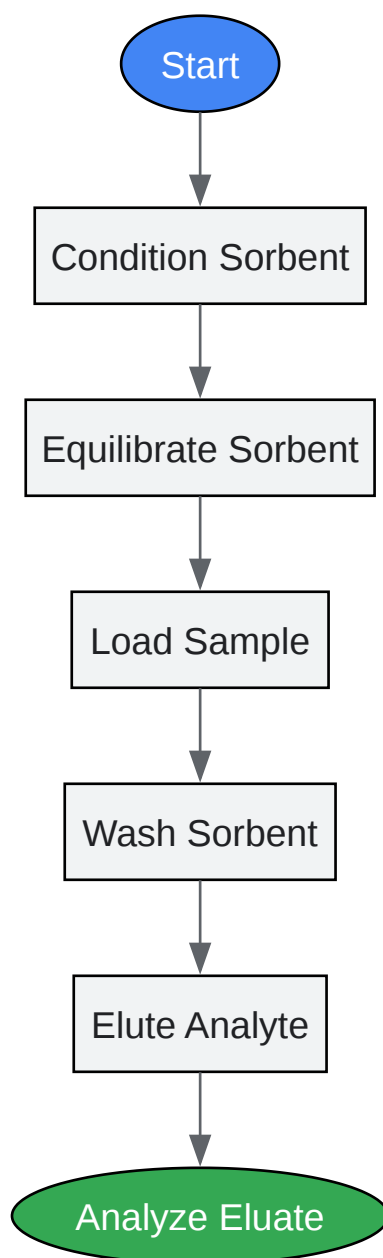 Start
Condition Sorbent
Equilibrate Sorbent
Load Sample
Wash Sorbent
Elute Analyte
Analyze Eluate